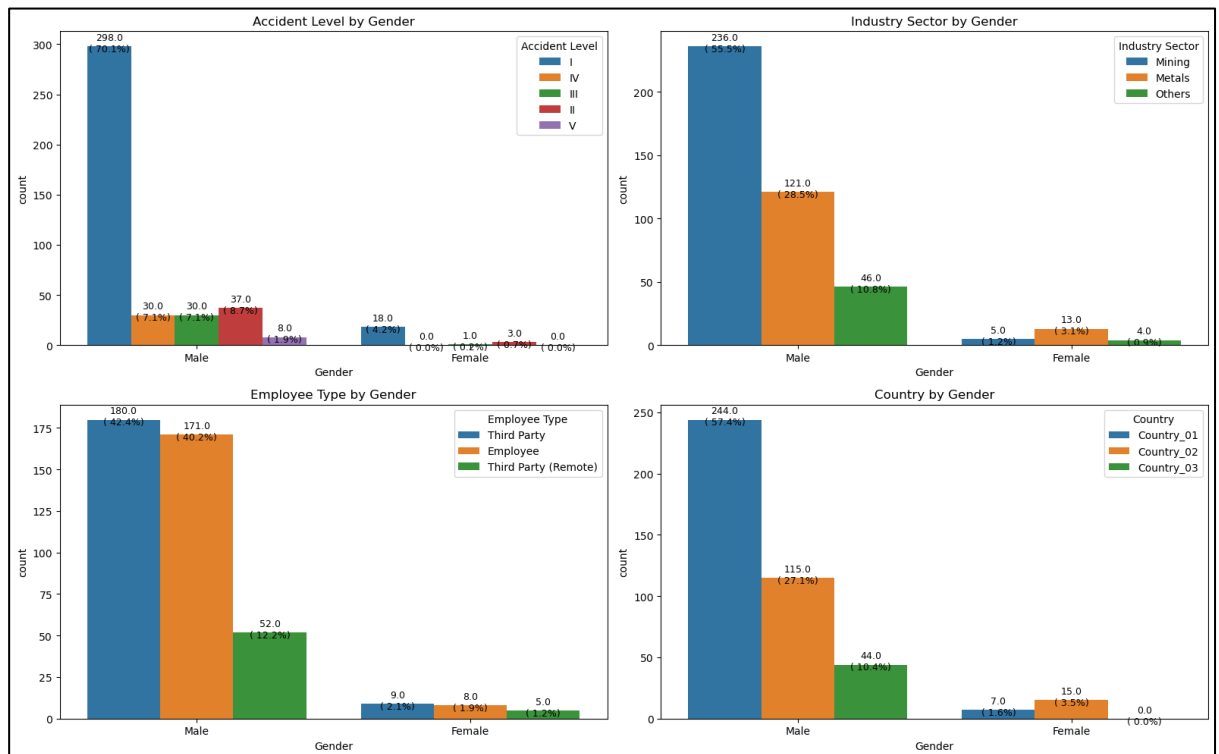 Accident Level by Gender
298.0
( 70.1%)
300
250
200
150
100
50
0
count
Accident Level
I
IV
III
II
V
30.0
( 7.1%)
30.0
( 7.1%)
37.0
( 8.7%)
8.0
( 1.9%)
18.0
( 4.2%)
0.0
( 0.0%)
1.0
( 0.2%)
3.0
( 0.7%)
0.0
( 0.0%)
Male
Female
Gender
Industry Sector by Gender
236.0
( 55.5%)
200
150
100
50
0
count
Industry Sector
Mining
Metals
Others
121.0
( 28.5%)
46.0
( 10.8%)
5.0
( 1.2%)
13.0
( 3.1%)
4.0
( 0.9%)
Male
Female
Gender
Employee Type by Gender
180.0
( 42.4%)
171.0
( 40.2%)
175
150
125
100
75
50
25
0
count
Employee Type
Third Party
Employee
Third Party (Remote)
52.0
( 12.2%)
9.0
( 2.1%)
8.0
( 1.9%)
5.0
( 1.2%)
Male
Female
Gender
Country by Gender
244.0
( 57.4%)
250
200
150
100
50
0
count
Country
Country_01
Country_02
Country_03
115.0
( 27.1%)
44.0
( 10.4%)
7.0
( 1.6%)
15.0
( 3.5%)
0.0
( 0.0%)
Male
Female
Gender